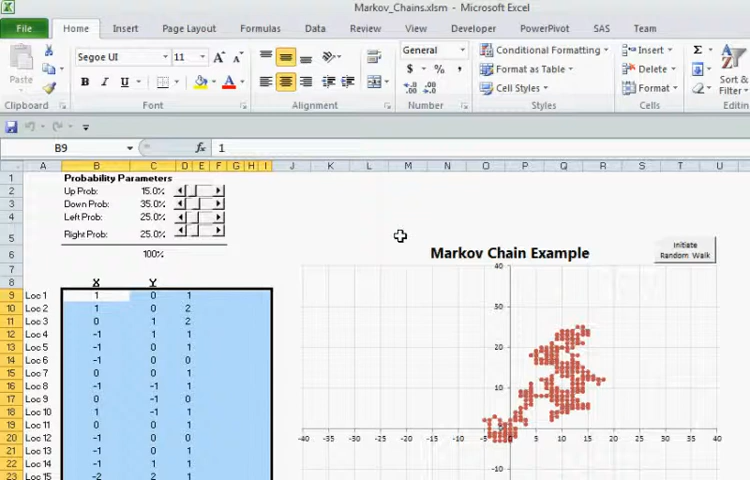 Markov_Chains.xlsm - Microsoft Excel
File Home Insert Page Layout Formulas Data Review View Developer PowerPivot SAS Team
Segoe UI 11 A A General Conditional Formatting Insert Σ
Paste B I U A $ % , Format as Table Delete Sort & Filter
Cell Styles Format
Clipboard Font Alignment Number Styles Cells
B9 fx 1
A B C D E F G H I J K L M N O P Q R S T U
1 Probability Parameters
2 Up Prob: 15.0%
3 Down Prob: 35.0%
4 Left Prob: 25.0%
5 Right Prob: 25.0%
6 100%
7
8 X Y
9 Loc 1 1 0 1
10 Loc 2 1 0 2
11 Loc 3 0 1 2
12 Loc 4 -1 1 1
13 Loc 5 -1 0 1
14 Loc 6 -1 0 0
15 Loc 7 0 0 1
16 Loc 8 -1 -1 1
17 Loc 9 -1 0 0
18 Loc 10 1 -1 0
19 Loc 11 0 0 1
20 Loc 12 -1 0 0
21 Loc 13 -1 0 1
22 Loc 14 -1 1 1
23 Loc 15 -2 2 1
Markov Chain Example
Initiate
Random Walk
40
30
20
10
-40 -35 -30 -25 -20 -15 -10 -5 0 5 10 15 20 25 30 35 40
-10